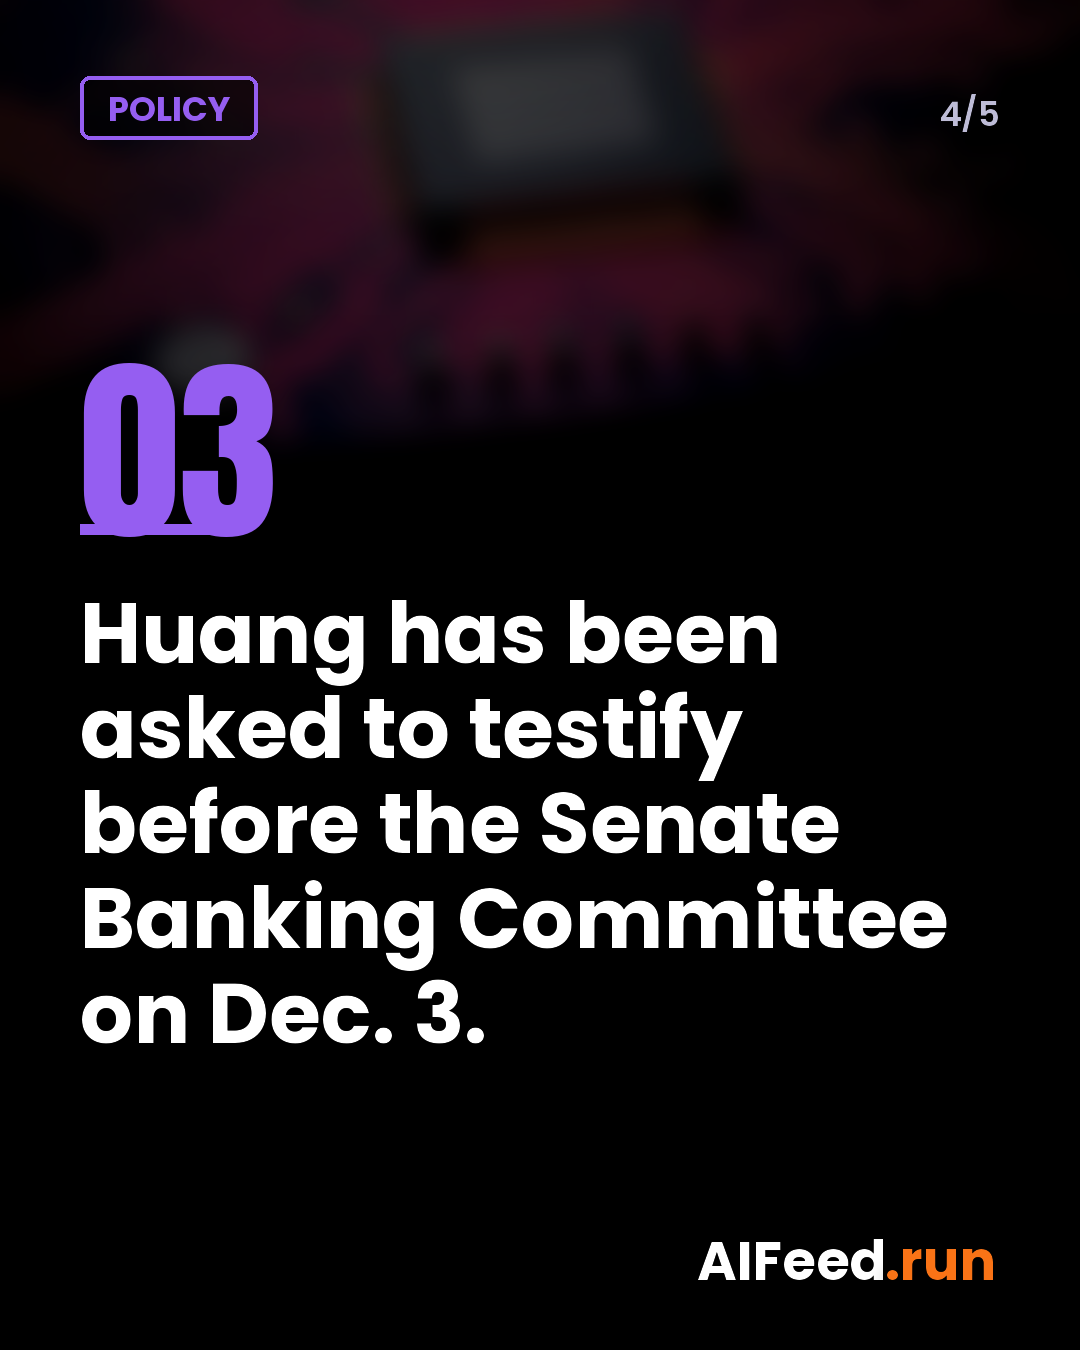 POLICY
4/5
03
Huang has been
asked to testify
before the Senate
Banking Committee
on Dec. 3.
AIFeed.run